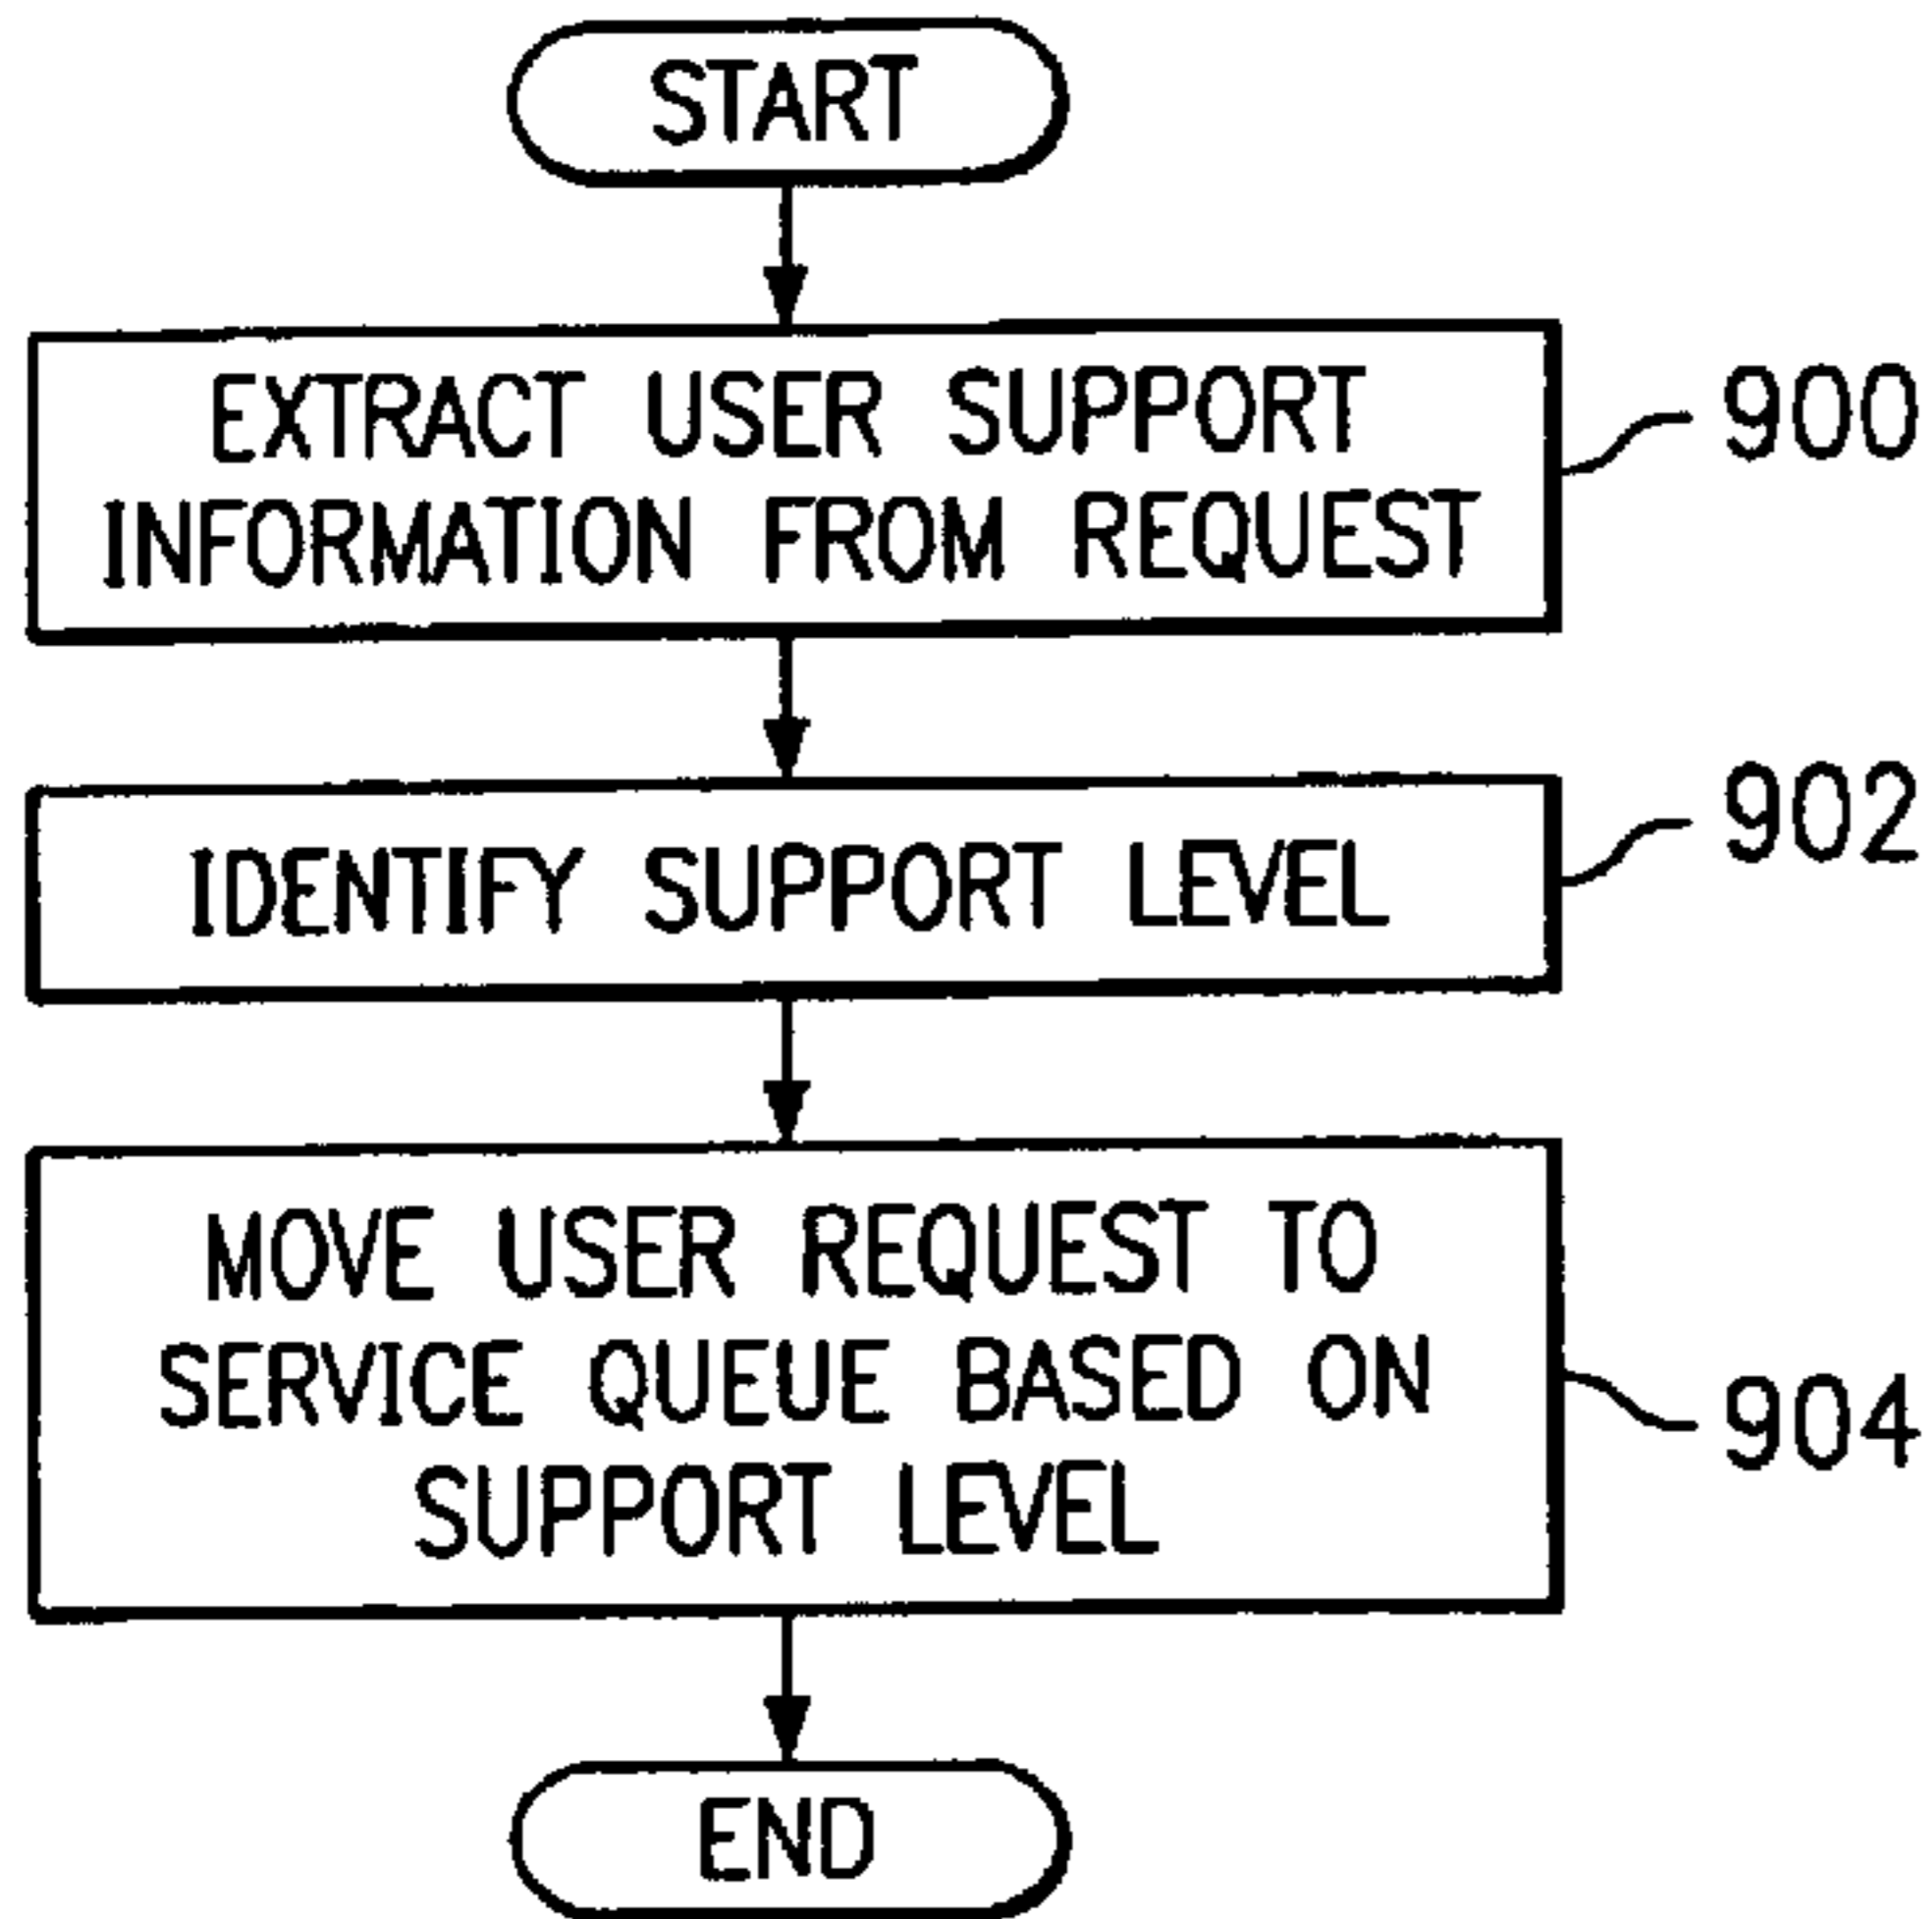 START
EXTRACT USER SUPPORT
INFORMATION FROM REQUEST
900
IDENTIFY SUPPORT LEVEL
902
MOVE USER REQUEST TO
SERVICE QUEUE BASED ON
SUPPORT LEVEL
904
END